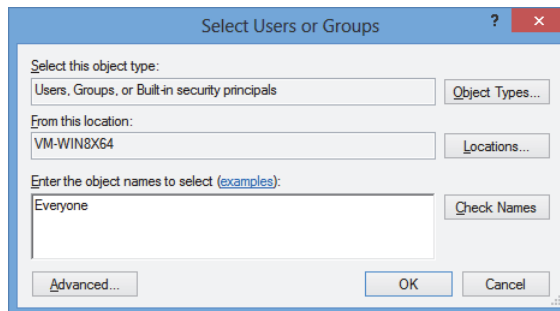 Select Users or Groups
? x
Select this object type:
Users, Groups, or Built-in security principals
Object Types...
From this location:
VM-WIN8X64
Locations...
Enter the object names to select (examples):
Everyone
Check Names
Advanced...
OK
Cancel